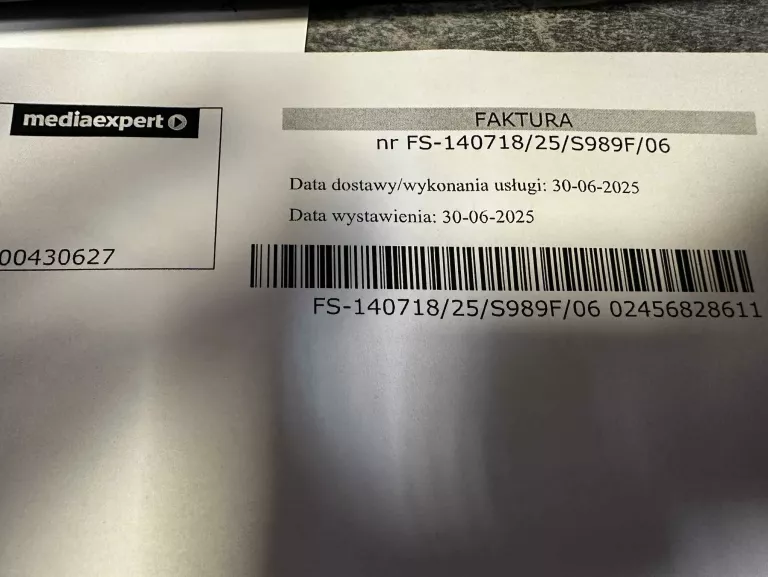 mediaexpert
FAKTURA
nr FS-140718/25/S989F/06
Data dostawy/wykonania usługi: 30-06-2025
Data wystawienia: 30-06-2025
00430627
FS-140718/25/S989F/06 02456828611